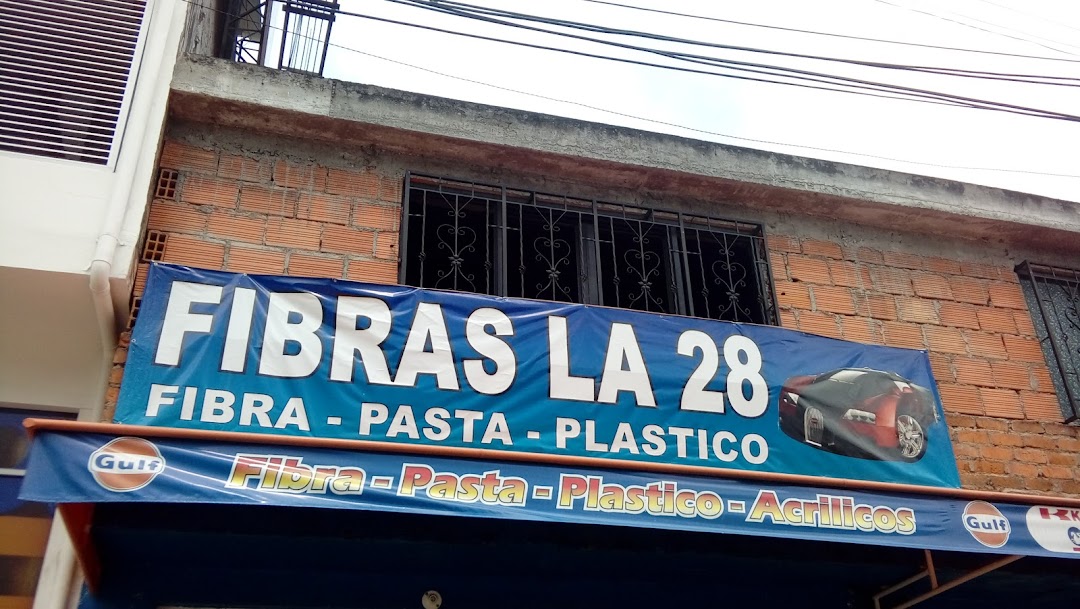 FIBRAS LA 28
FIBRA - PASTA - PLASTICO
Gulf Fibra - Pasta - Plastico - Acrilicos Gulf